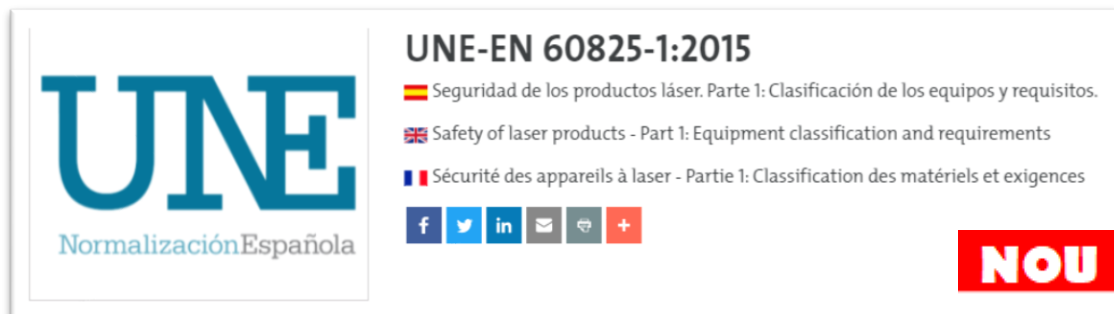 UNE
NormalizaciónEspañola
UNE-EN 60825-1:2015
Seguridad de los productos láser. Parte 1: Clasificación de los equipos y requisitos.
Safety of laser products - Part 1: Equipment classification and requirements
Sécurité des appareils à laser - Partie 1: Classification des matériels et exigences
f
in
+
NOU